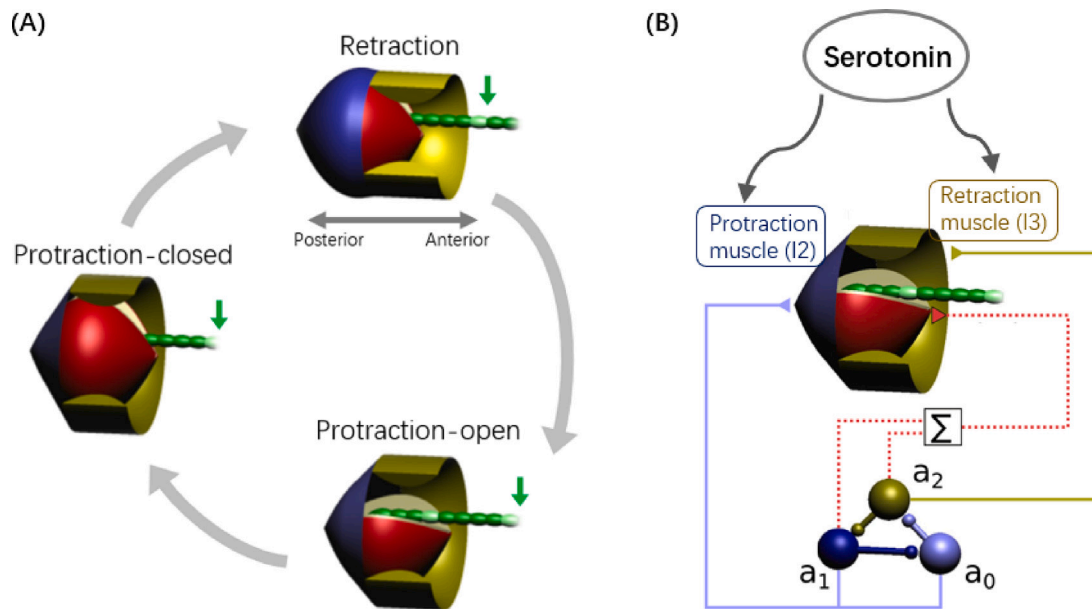 (A)
Retraction
Posterior
Anterior
Protraction-closed
Protraction-open
(B)
Serotonin
Protraction
muscle (I2)
Retraction
muscle (I3)
Σ
a2
a1
a0